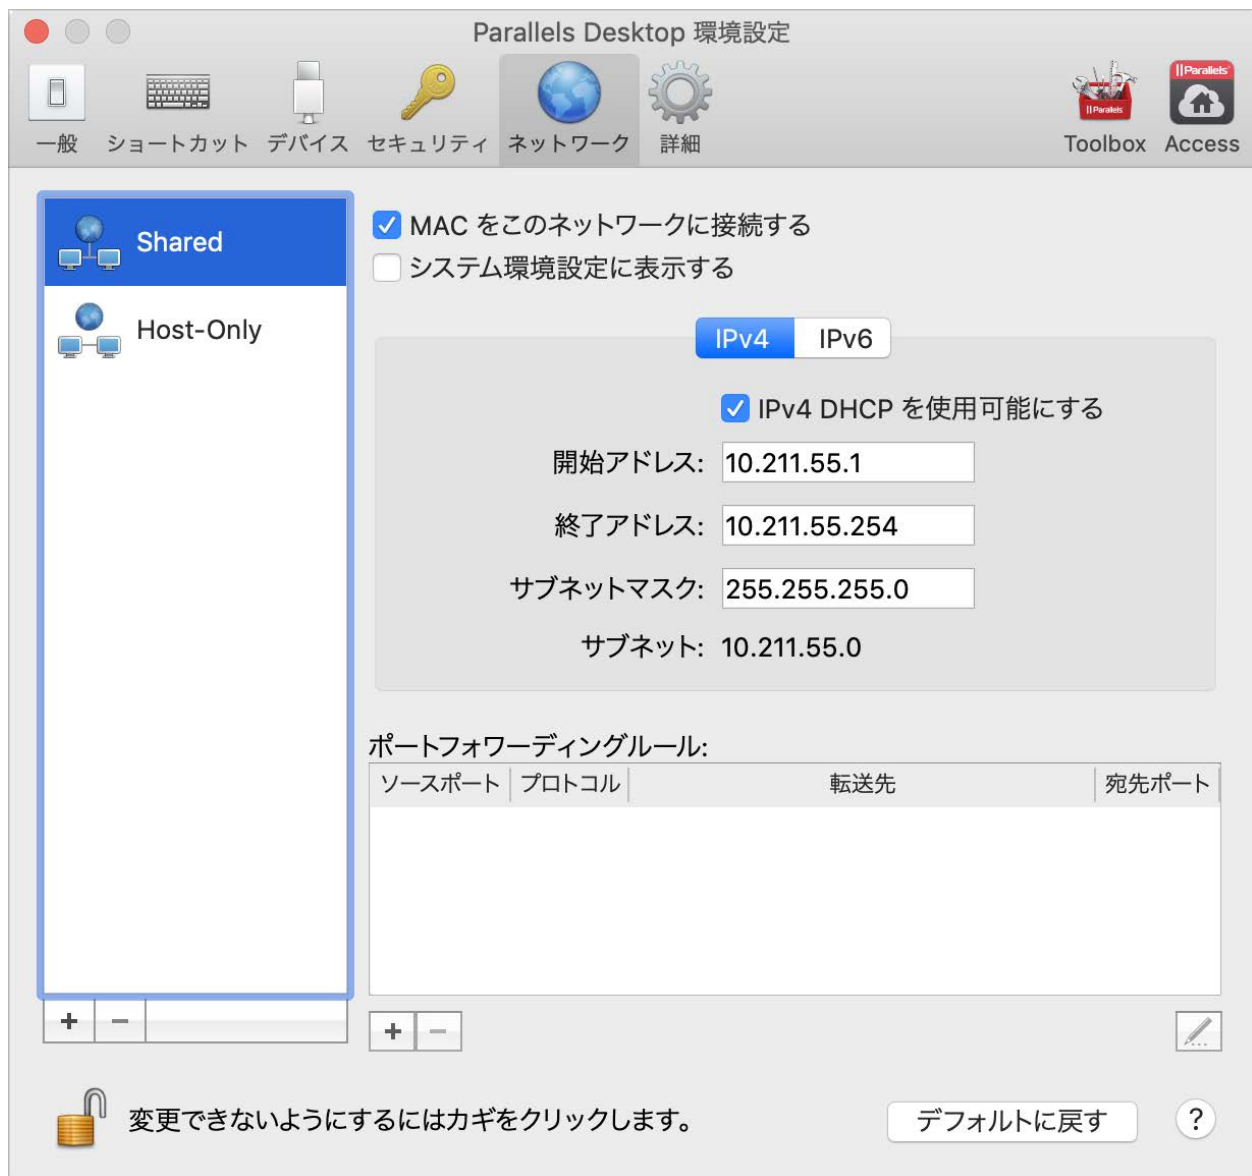 Parallels Desktop 環境設定
一般 ショートカット デバイス セキュリティ ネットワーク 詳細 Toolbox Access
|| Parallels
|| Parallels
Shared
Host-Only
MAC をこのネットワークに接続する
システム環境設定に表示する
IPv4 IPv6
IPv4 DHCP を使用可能にする
開始アドレス: 10.211.55.1
終了アドレス: 10.211.55.254
サブネットマスク: 255.255.255.0
サブネット: 10.211.55.0
ポートフォワーディングルール:
ソースポート プロトコル 転送先 宛先ポート
+ −
+ −
変更できないようにするにはカギをクリックします。 デフォルトに戻す ?